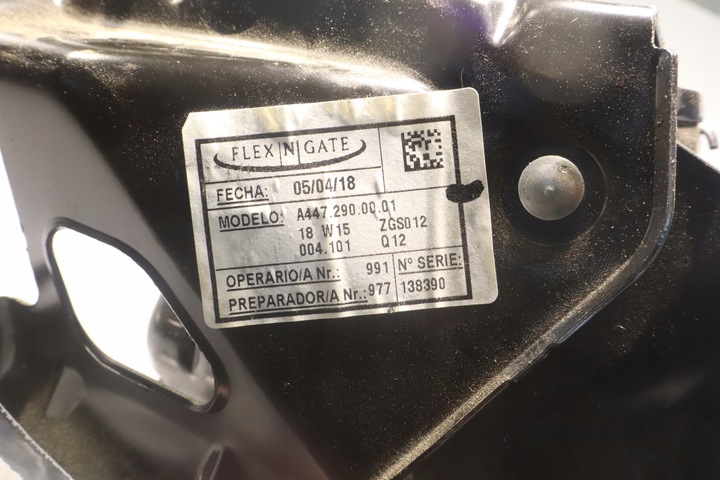 FLEX N GATE
FECHA: 05/04/18
MODELO: A447.290.00.01
18 W15 ZGS012
004.101 Q12
OPERARIO/A Nr.: 991
PREPARADOR/A Nr.: 977
Nº SERIE:
138390